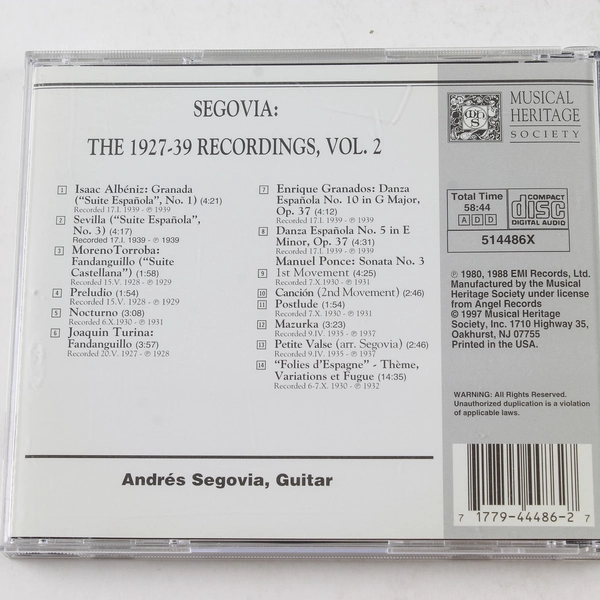 SEGOVIA:
THE 1927-39 RECORDINGS, VOL. 2
1 Isaac Albéniz: Granada
("Suite Española", No. 1) (4:21)
Recorded 17.I. 1939 - ℗ 1939
2 Sevilla ("Suite Española",
No. 3) (4:17)
Recorded 17.I. 1939 - ℗ 1939
3 MorenoTorroba:
Fandanguillo ("Suite
Castellana") (1:58)
Recorded 15.V. 1928 - ℗ 1929
4 Preludio (1:54)
Recorded 15.V. 1928 - ℗ 1929
5 Nocturno (3:08)
Recorded 6.X.1930 - ℗ 1931
6 Joaquin Turina:
Fandanguillo (3:57)
Recorded 20.V. 1927 - ℗ 1928
7 Enrique Granados: Danza
Española No. 10 in G Major,
Op. 37 (4:12)
Recorded 17.I. 1939 - ℗ 1939
8 Danza Española No. 5 in E
Minor, Op. 37 (4:31)
Recorded 17.I. 1939 - ℗ 1939
Manuel Ponce: Sonata No. 3
9 1st Movement (4:25)
Recorded 7.X.1930 - ℗ 1931
10 Canción (2nd Movement) (2:46)
11 Postlude (1:54)
Recorded 7.X. 1930 - ℗ 1931
12 Mazurka (3:23)
Recorded 9.IV. 1935 - ℗ 1937
13 Petite Valse (arr. Segovia) (2:46)
Recorded 9.IV. 1935 - ℗ 1937
14 "Folies d'Espagne" - Thème,
Variations et Fugue (14:35)
Recorded 6-7.X. 1930 - ℗ 1932
Andrés Segovia, Guitar
MHS
MUSICAL
HERITAGE
SOCIETY
Total Time
58:44
A D D
COMPACT
disc
DIGITAL AUDIO
514486X
℗ 1980, 1988 EMI Records, Ltd.
Manufactured by the Musical
Heritage Society under license
from Angel Records
© 1997 Musical Heritage
Society, Inc. 1710 Highway 35,
Oakhurst, NJ 07755
Printed in the USA.
WARNING: All Rights Reserved.
Unauthorized duplication is a violation
of applicable laws.
7 17794-44486-2 7